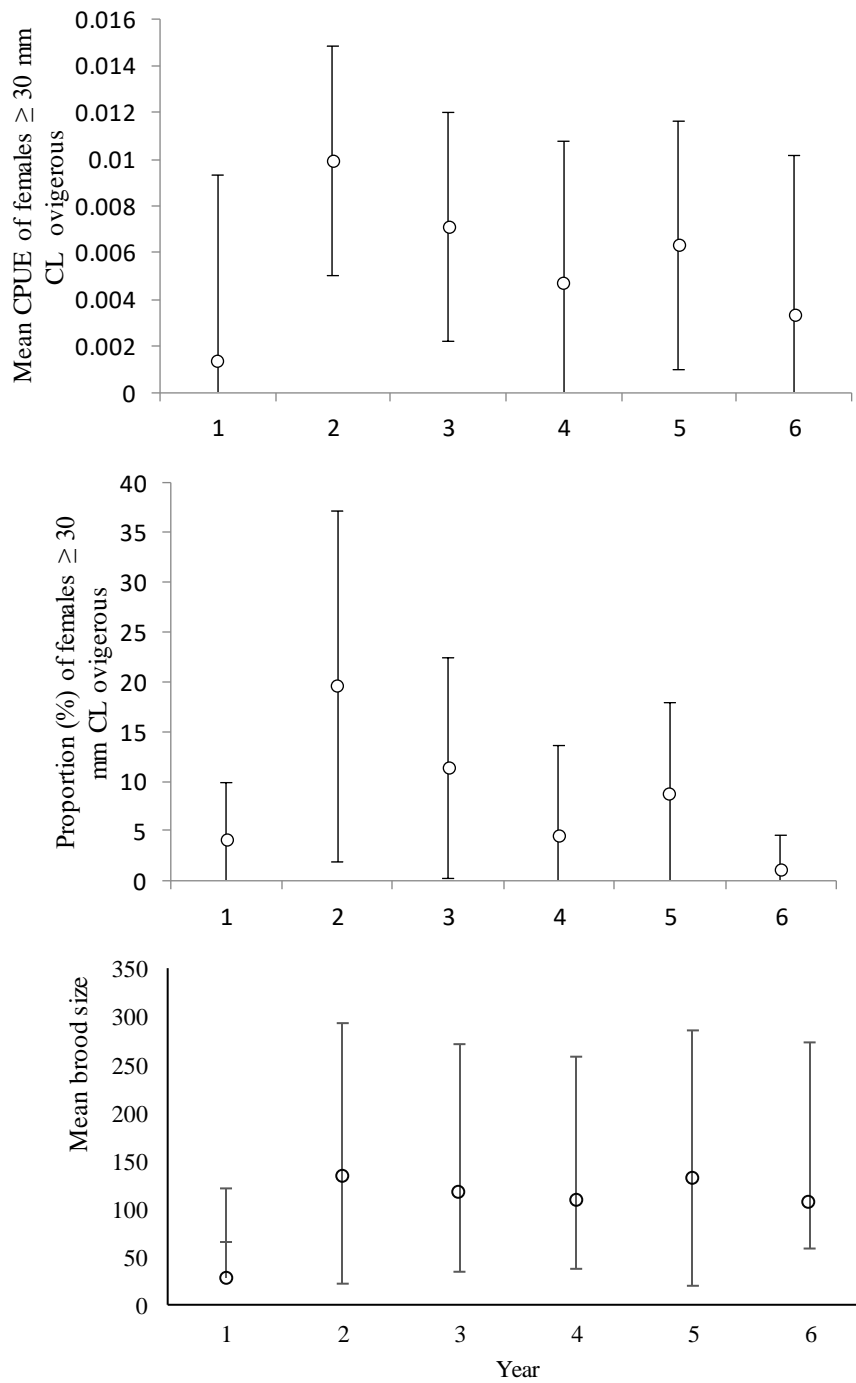 Mean CPUE of females ≥ 30 mm
CL ovigerous
0.016
0.014
0.012
0.01
0.008
0.006
0.004
0.002
0
1 2 3 4 5 6
Proportion (%) of females ≥ 30
mm CL ovigerous
40
35
30
25
20
15
10
5
0
1 2 3 4 5 6
Mean brood size
350
300
250
200
150
100
50
0
1 2 3 4 5 6
Year